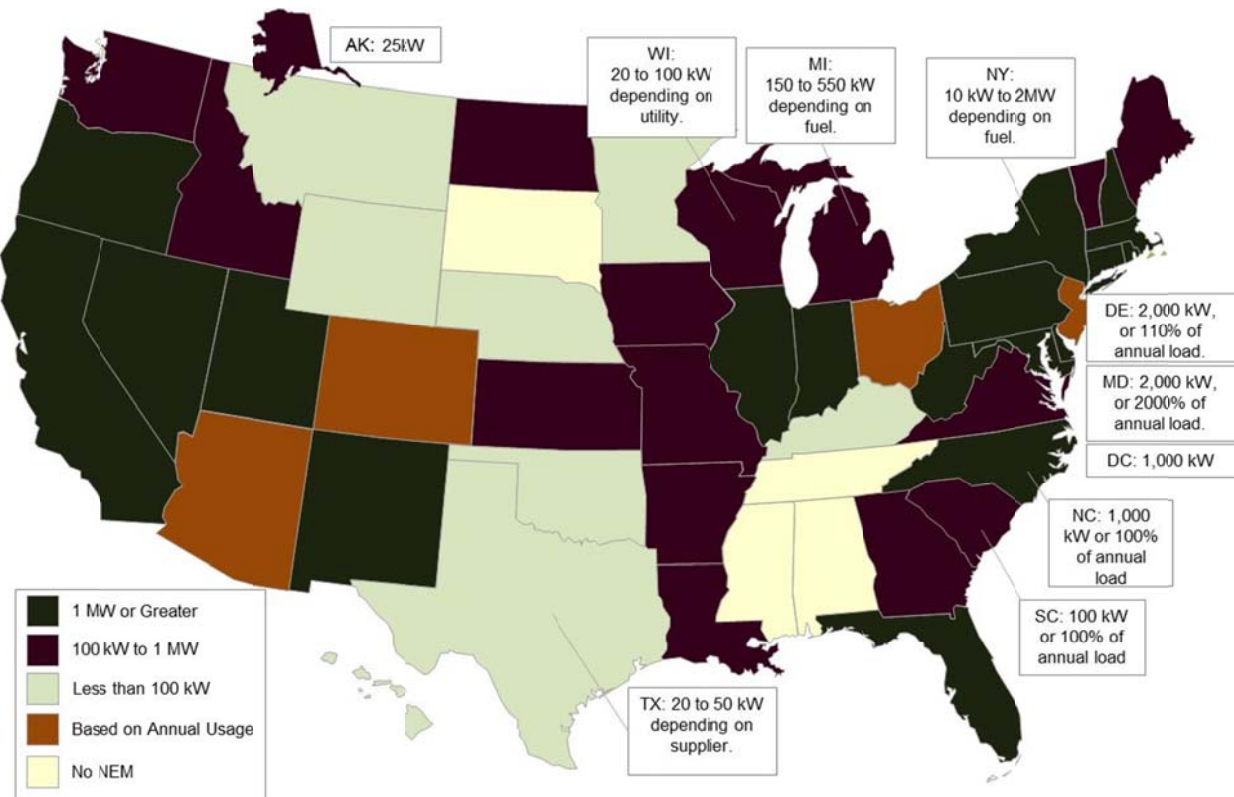 AK: 25kW
WI:
20 to 100 kW
depending on
utility.
MI:
150 to 550 kW
depending on
fuel.
NY:
10 kW to 2MW
depending on
fuel.
DE: 2,000 kW,
or 110% of
annual load.
MD: 2,000 kW,
or 2000% of
annual load.
DC: 1,000 kW
NC: 1,000
kW or 100%
of annual
load
SC: 100 kW
or 100% of
annual load
TX: 20 to 50 kW
depending on
supplier.
1 MW or Greater
100 kW to 1 MW
Less than 100 kW
Based on Annual Usage
No NEM